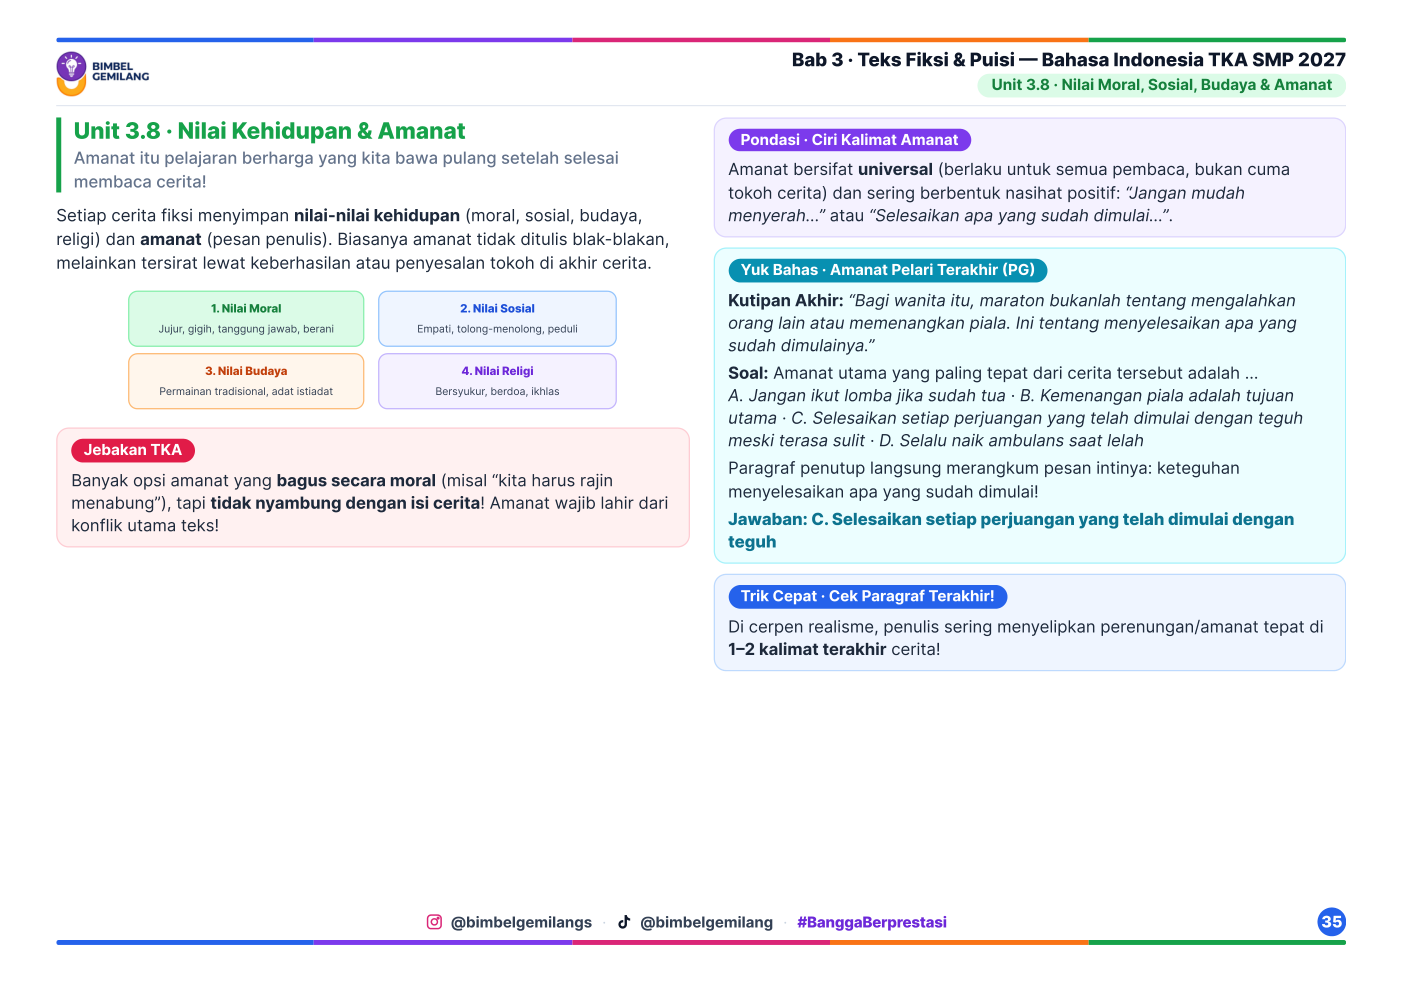 BIMBEL
GEMILANG
Bab 3 · Teks Fiksi & Puisi — Bahasa Indonesia TKA SMP 2027
Unit 3.8 · Nilai Moral, Sosial, Budaya & Amanat
Unit 3.8 · Nilai Kehidupan & Amanat
Amanat itu pelajaran berharga yang kita bawa pulang setelah selesai
membaca cerita!
Setiap cerita fiksi menyimpan nilai-nilai kehidupan (moral, sosial, budaya,
religi) dan amanat (pesan penulis). Biasanya amanat tidak ditulis blak-blakan,
melainkan tersirat lewat keberhasilan atau penyesalan tokoh di akhir cerita.
1. Nilai Moral
Jujur, gigih, tanggung jawab, berani
2. Nilai Sosial
Empati, tolong-menolong, peduli
3. Nilai Budaya
Permainan tradisional, adat istiadat
4. Nilai Religi
Bersyukur, berdoa, ikhlas
Jebakan TKA
Banyak opsi amanat yang bagus secara moral (misal “kita harus rajin
menabung”), tapi tidak nyambung dengan isi cerita! Amanat wajib lahir dari
konflik utama teks!
Pondasi · Ciri Kalimat Amanat
Amanat bersifat universal (berlaku untuk semua pembaca, bukan cuma
tokoh cerita) dan sering berbentuk nasihat positif: “Jangan mudah
menyerah...” atau “Selesaikan apa yang sudah dimulai...”.
Yuk Bahas · Amanat Pelari Terakhir (PG)
Kutipan Akhir: “Bagi wanita itu, maraton bukanlah tentang mengalahkan
orang lain atau memenangkan piala. Ini tentang menyelesaikan apa yang
sudah dimulainya.”
Soal: Amanat utama yang paling tepat dari cerita tersebut adalah ...
A. Jangan ikut lomba jika sudah tua · B. Kemenangan piala adalah tujuan
utama · C. Selesaikan setiap perjuangan yang telah dimulai dengan teguh
meski terasa sulit · D. Selalu naik ambulans saat lelah
Paragraf penutup langsung merangkum pesan intinya: keteguhan
menyelesaikan apa yang sudah dimulai!
Jawaban: C. Selesaikan setiap perjuangan yang telah dimulai dengan
teguh
Trik Cepat · Cek Paragraf Terakhir!
Di cerpen realisme, penulis sering menyelipkan perenungan/amanat tepat di
1–2 kalimat terakhir cerita!
@bimbelgemilangs · @bimbelgemilang · #BanggaBerprestasi
35